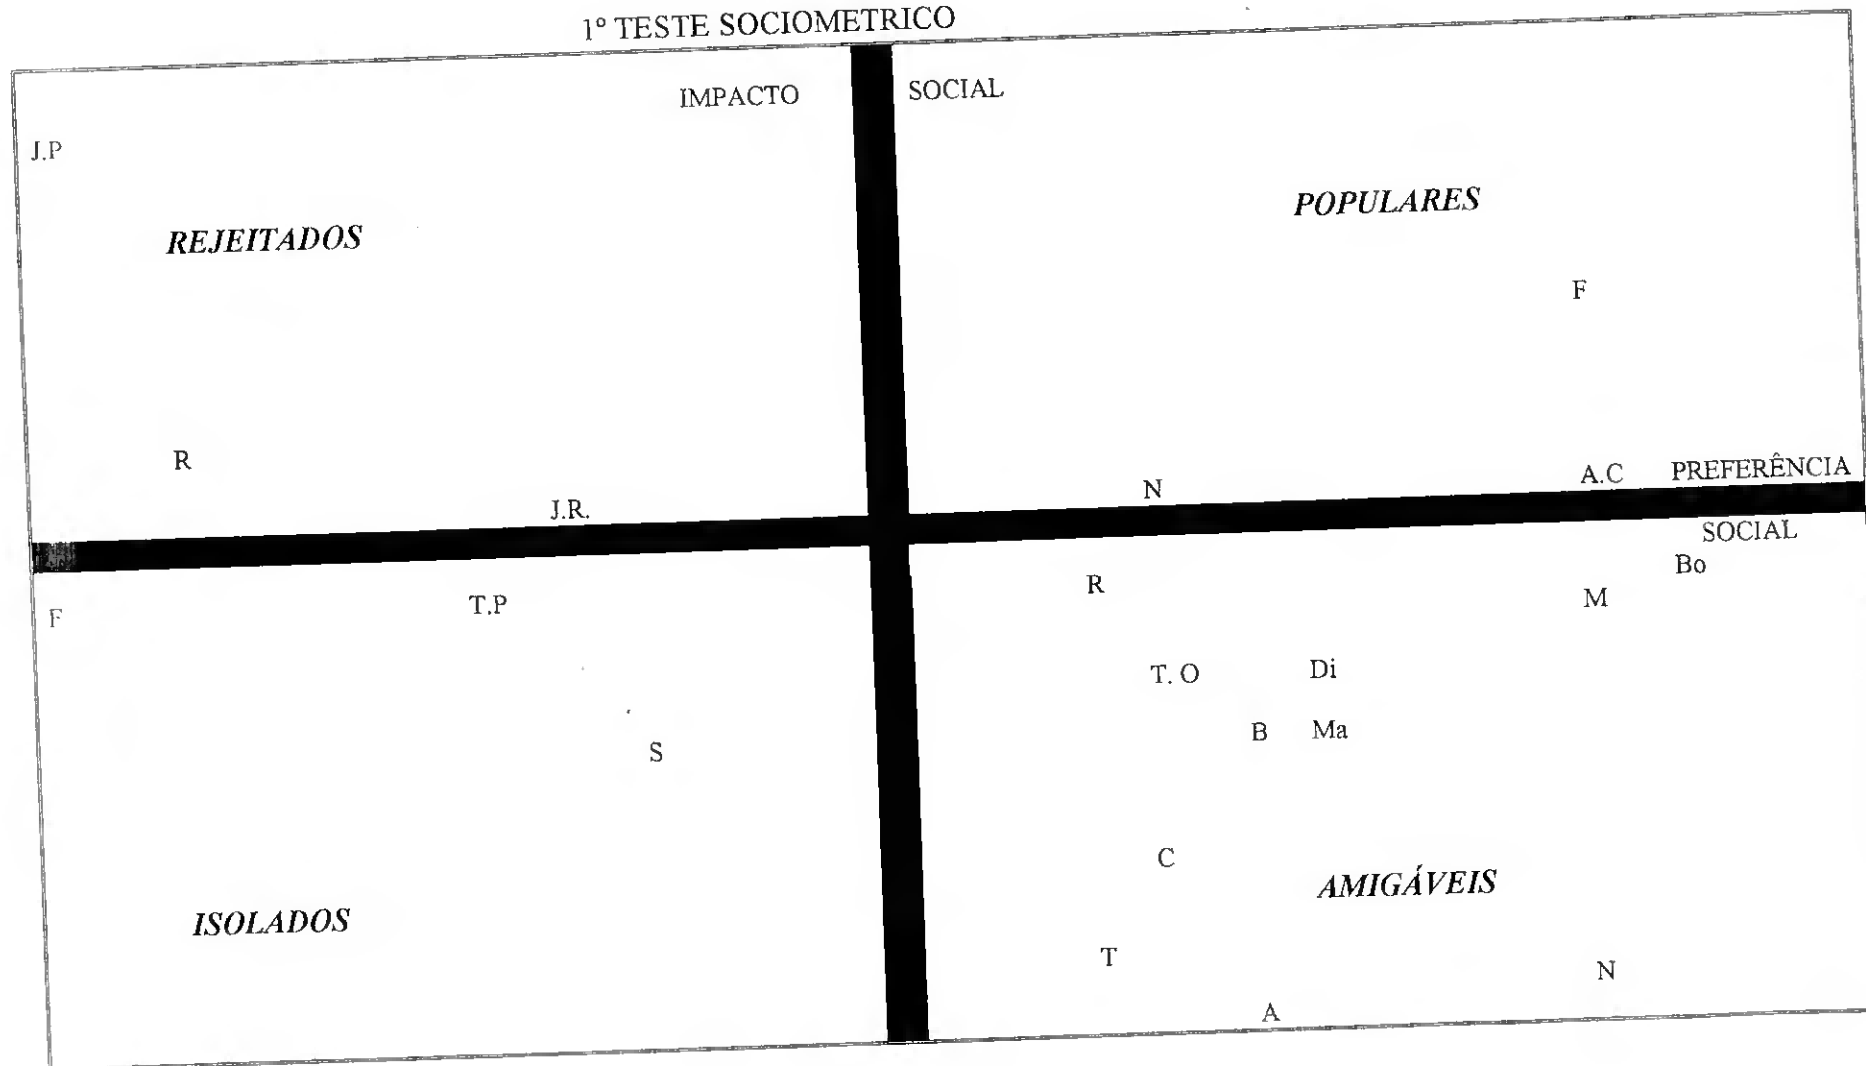 1º TESTE SOCIOMETRICO
IMPACTO SOCIAL
J.P
POPULARES
REJEITADOS
F
R
J.R.
N
A.C PREFERÊNCIA
SOCIAL
Bo
F
T.P
R
M
T. O
Di
S
B
Ma
C
AMIGÁVEIS
ISOLADOS
T
N
A